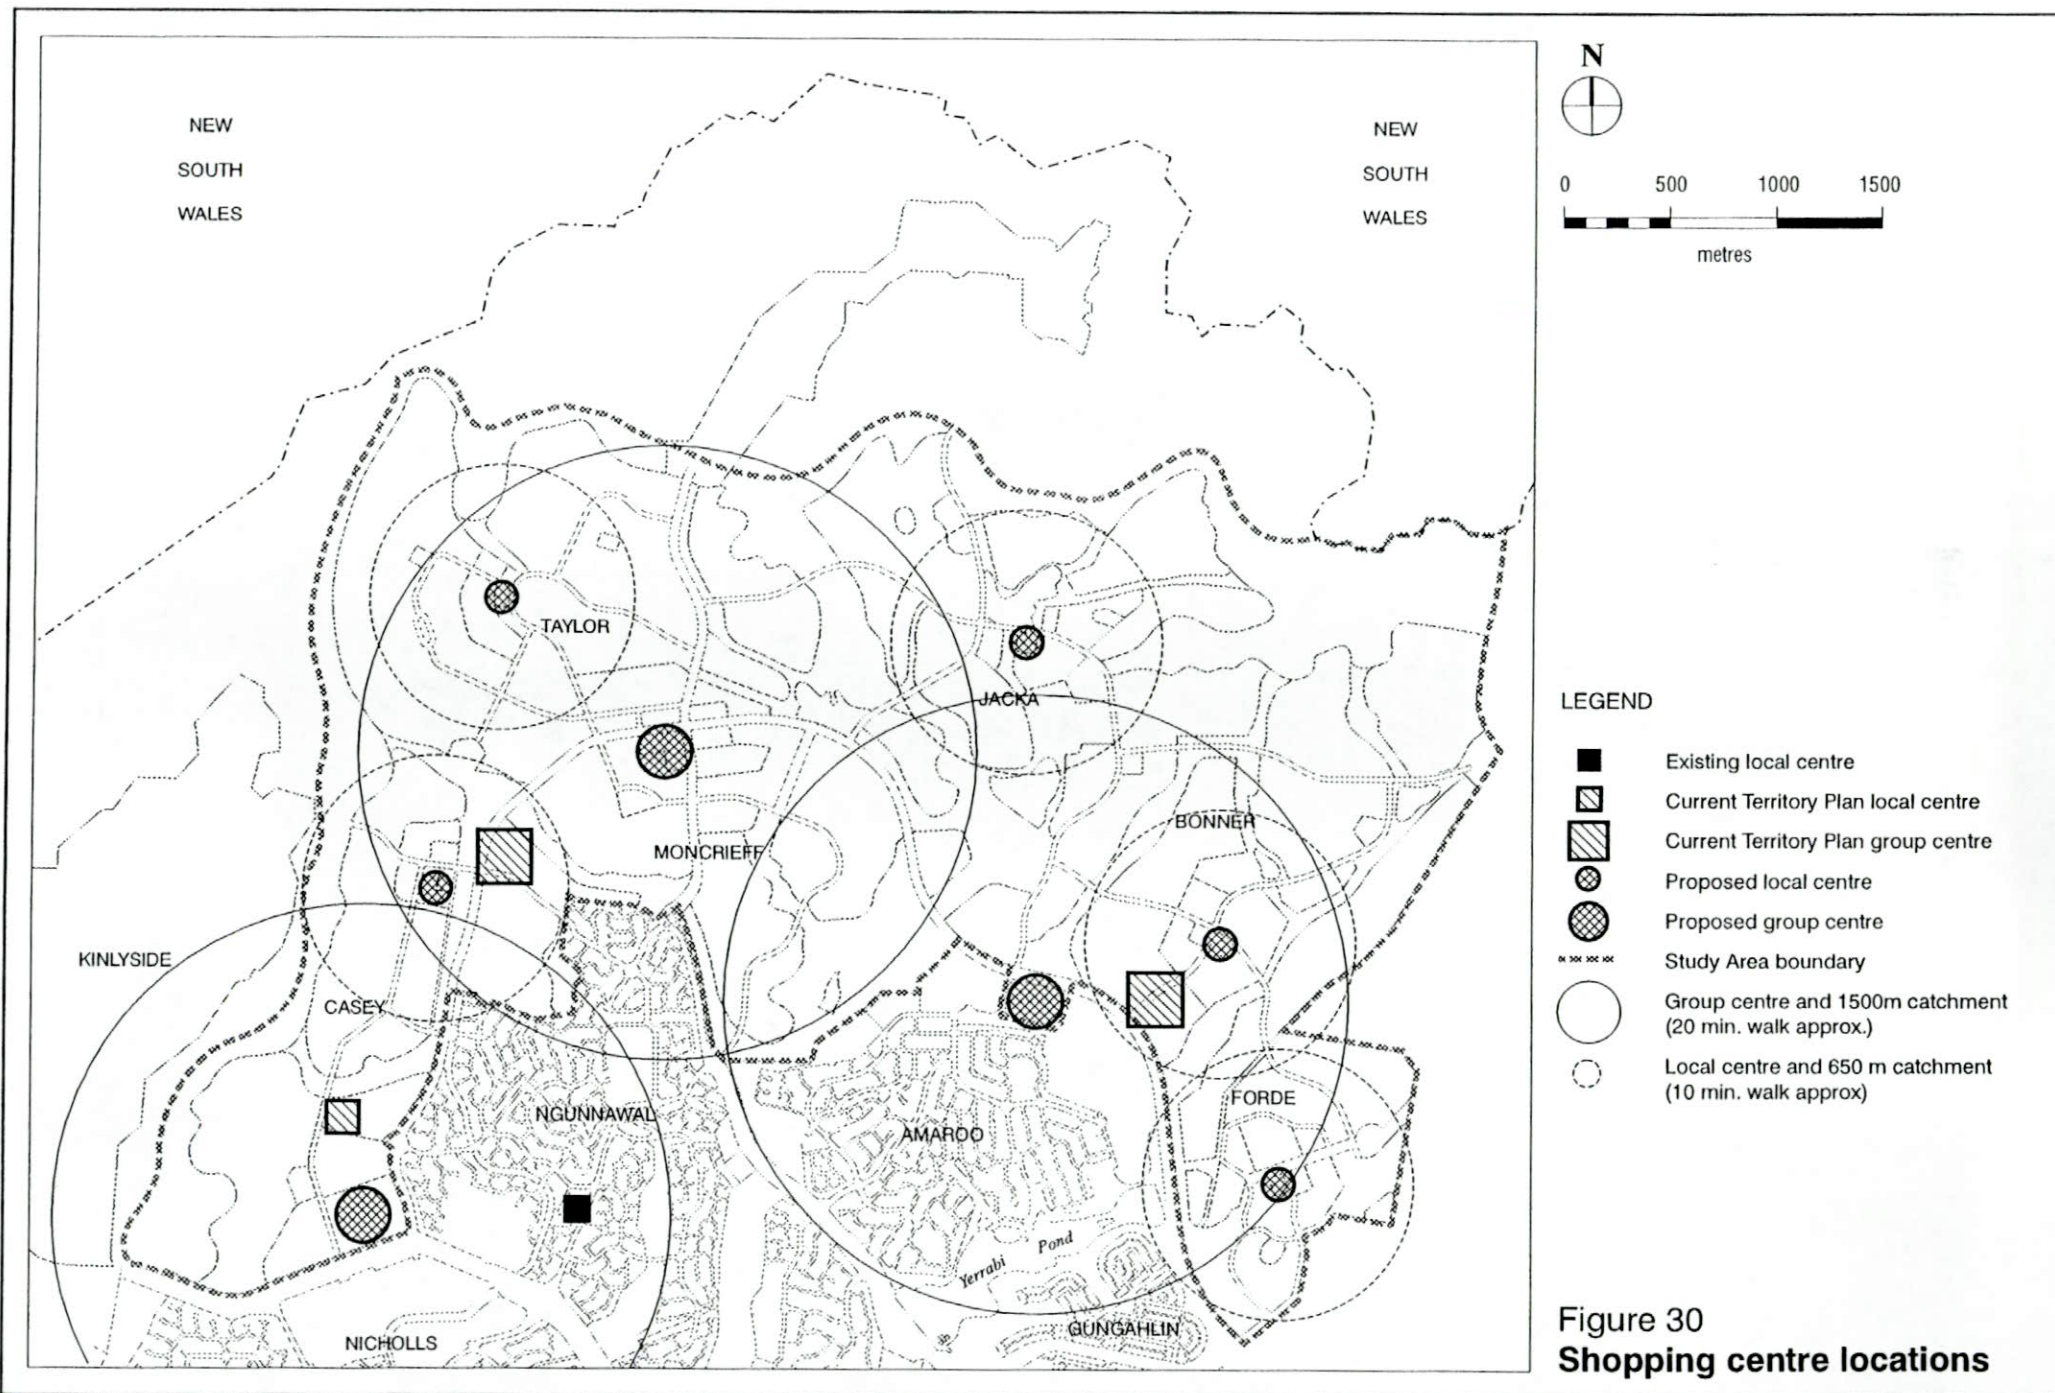 NEW
SOUTH
WALES
NEW
SOUTH
WALES
N
0 500 1000 1500
metres
TAYLOR
JACKA
BONNER
MONCRIEFF
KINLYSIDE
CASEY
FORDE
NGUNNAWAL
AMAROO
Yerrabi Pond
GUNGAHLIN
NICHOLLS
LEGEND
Existing local centre
Current Territory Plan local centre
Current Territory Plan group centre
Proposed local centre
Proposed group centre
Study Area boundary
Group centre and 1500m catchment
(20 min. walk approx.)
Local centre and 650 m catchment
(10 min. walk approx)
Figure 30
Shopping centre locations